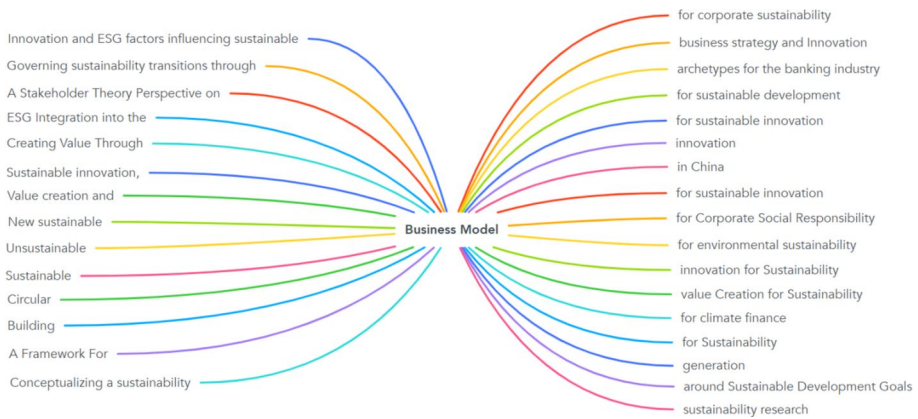 Innovation and ESG factors influencing sustainable
Governing sustainability transitions through
A Stakeholder Theory Perspective on
ESG Integration into the
Creating Value Through
Sustainable innovation,
Value creation and
New sustainable
Unsustainable
Sustainable
Circular
Building
A Framework For
Conceptualizing a sustainability
Business Model
for corporate sustainability
business strategy and Innovation
archetypes for the banking industry
for sustainable development
for sustainable innovation
innovation
in China
for sustainable innovation
for Corporate Social Responsibility
for environmental sustainability
innovation for Sustainability
value Creation for Sustainability
for climate finance
for Sustainability
generation
around Sustainable Development Goals
sustainability research